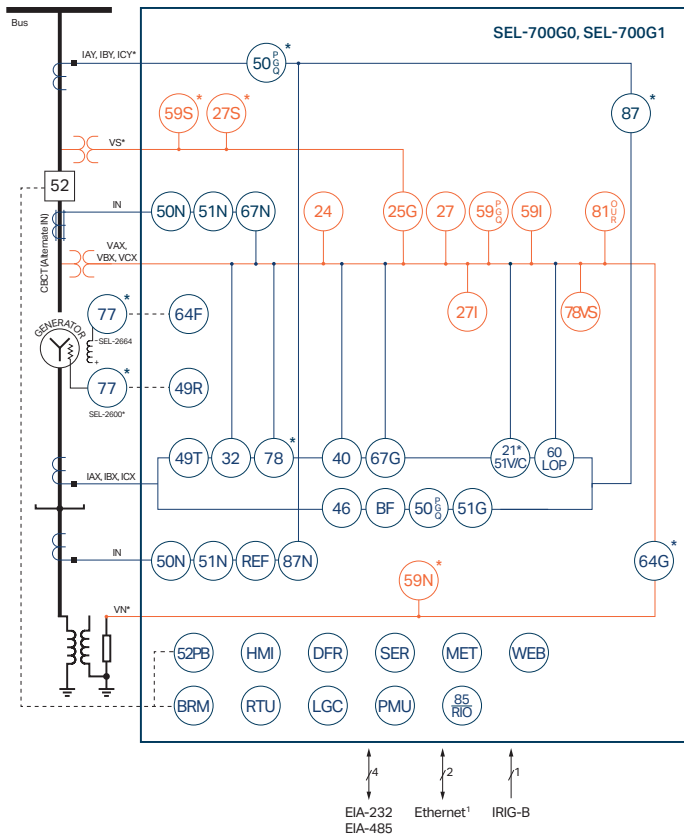 Bus
SEL-700G0, SEL-700G1
IAY, IBY, ICY*
50 P G Q *
87 *
59S *
27S *
VS*
52
IN
50N
51N
67N
24
25G
27
59 P G Q
59I
81 O U R
CBCT (Alternate IN)
VAX,
VBX, VCX
27I
78VS
GENERATOR
77 *
-
+
SEL-2664
64F
77 *
SEL-2600*
49R
49T
32
78 *
40
67G
21*
51V/C
60
LOP
IAX, IBX, ICX
46
BF
50 P G Q
51G
IN
50N
51N
REF
87N
59N *
64G *
VN*
52PB
HMI
DFR
SER
MET
WEB
BRM
RTU
LGC
PMU
85
RIO
4
2
1
EIA-232
EIA-485
Ethernet¹
IRIG-B